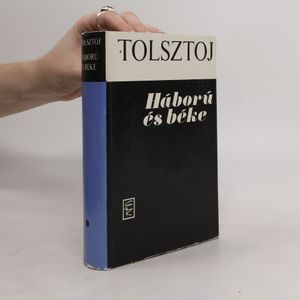 TOLSZTOJ
HÁBORÚ
ÉS BÉKE
TOLSZTOJ
Háború
és béke